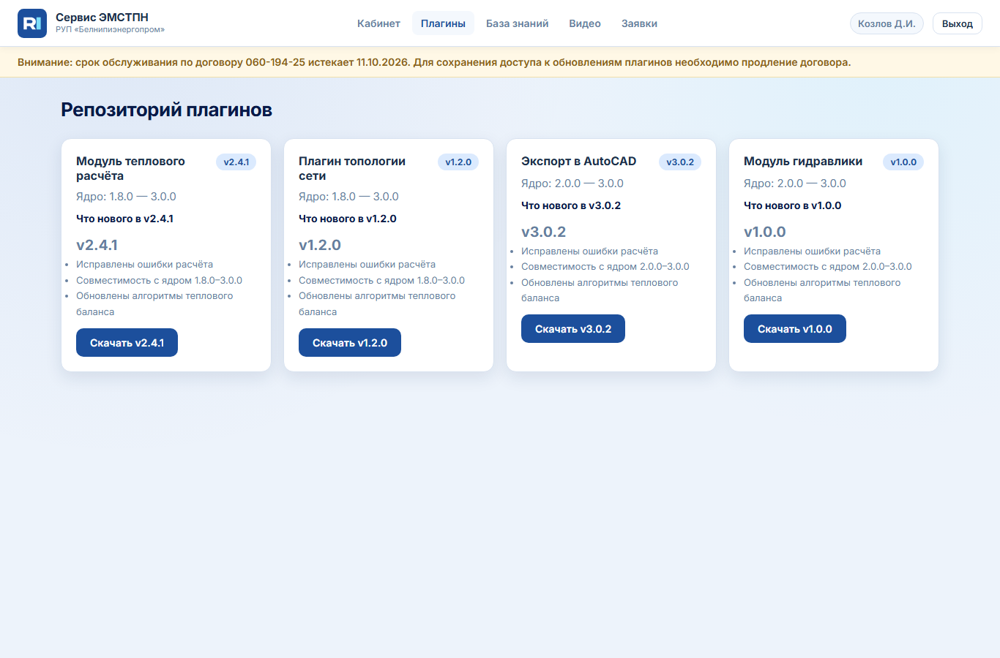 RI
Сервис ЭМСТПН
РУП «Белнипиэнергопром»
Кабинет
Плагины
База знаний
Видео
Заявки
Козлов Д.И.
Выход
Внимание: срок обслуживания по договору 060-194-25 истекает 11.10.2026. Для сохранения доступа к обновлениям плагинов необходимо продление договора.
Репозиторий плагинов
Модуль теплового
расчёта
v2.4.1
Ядро: 1.8.0 — 3.0.0
Что нового в v2.4.1
v2.4.1
• Исправлены ошибки расчёта
• Совместимость с ядром 1.8.0–3.0.0
• Обновлены алгоритмы теплового
баланса
Скачать v2.4.1
Плагин топологии
сети
v1.2.0
Ядро: 1.8.0 — 3.0.0
Что нового в v1.2.0
v1.2.0
• Исправлены ошибки расчёта
• Совместимость с ядром 1.8.0–3.0.0
• Обновлены алгоритмы теплового
баланса
Скачать v1.2.0
Экспорт в AutoCAD
v3.0.2
Ядро: 2.0.0 — 3.0.0
Что нового в v3.0.2
v3.0.2
• Исправлены ошибки расчёта
• Совместимость с ядром 2.0.0–3.0.0
• Обновлены алгоритмы теплового
баланса
Скачать v3.0.2
Модуль гидравлики
v1.0.0
Ядро: 2.0.0 — 3.0.0
Что нового в v1.0.0
v1.0.0
• Исправлены ошибки расчёта
• Совместимость с ядром 2.0.0–3.0.0
• Обновлены алгоритмы теплового
баланса
Скачать v1.0.0